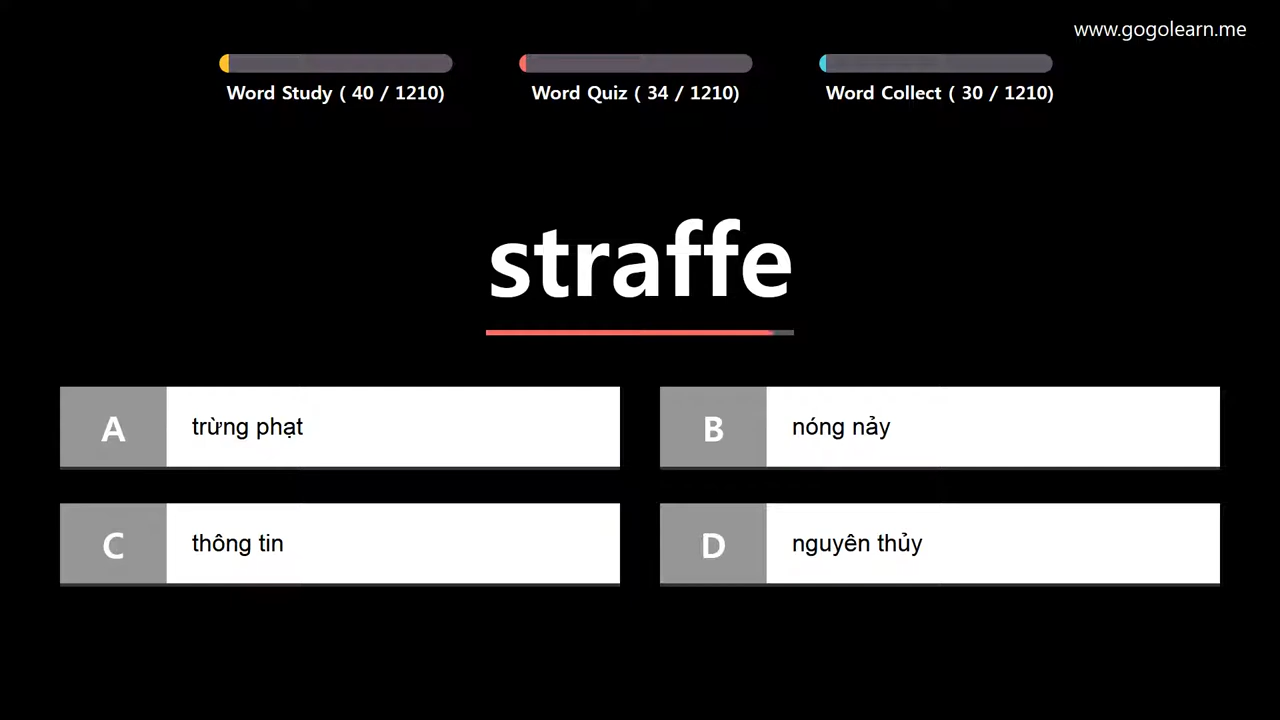 www.gogolearn.me
Word Study ( 40 / 1210)
Word Quiz ( 34 / 1210)
Word Collect ( 30 / 1210)
straffe
A trừng phạt
B nóng nảy
C thông tin
D nguyên thủy